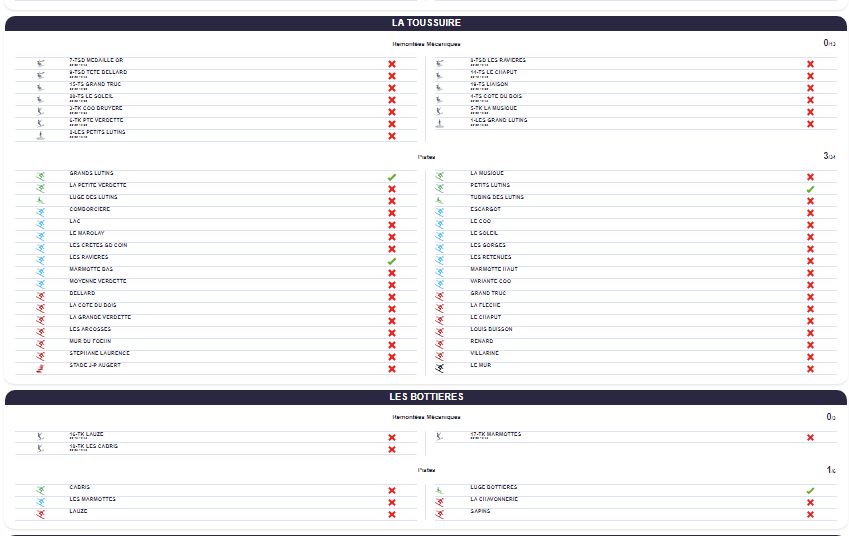 LA TOUSSUIRE
Remontées Mécaniques
0/13
7-TSD MEDAILLE OR
8-TSD LES RAVIERES
9-TSD TETE BELLARD
14-TS LE CHAPUT
15-TS GRAND TRUC
19-TS LIAISON
20-TS LE SOLEIL
4-TS COTE DU BOIS
3-TK COQ BRUYERE
5-TK LA MUSIQUE
6-TK PTE VERDETTE
1-LES GRAND LUTINS
2-LES PETITS LUTINS
Pistes
3/34
GRANDS LUTINS
LA MUSIQUE
LA PETITE VERDETTE
PETITS LUTINS
LUGE DES LUTINS
TUBING DES LUTINS
COMBORCIERE
ESCARGOT
LAC
LE COQ
LE MAROLAY
LE SOLEIL
LES CRETES GD COIN
LES GORGES
LES RAVIERES
LES RETENUES
MARMOTTE BAS
MARMOTTE HAUT
MOYENNE VERDETTE
VARIANTE COQ
BELLARD
GRAND TRUC
LA COTE DU BOIS
LA FLECHE
LA GRANDE VERDETTE
LE CHAPUT
LES ARCOSSES
LOUIS BUISSON
MUR DU FOEHN
RENARD
STEPHANE LAURENCE
VILLARINE
STADE J-P AUGERT
LE MUR
LES BOTTIERES
Remontées Mécaniques
0/3
16-TK LAUZE
17-TK MARMOTTES
18-TK LES CADRIS
Pistes
1/6
CADRIS
LUGE BOTTIERES
LES MARMOTTES
LA CHAVONNERIE
LAUZE
SAPINS